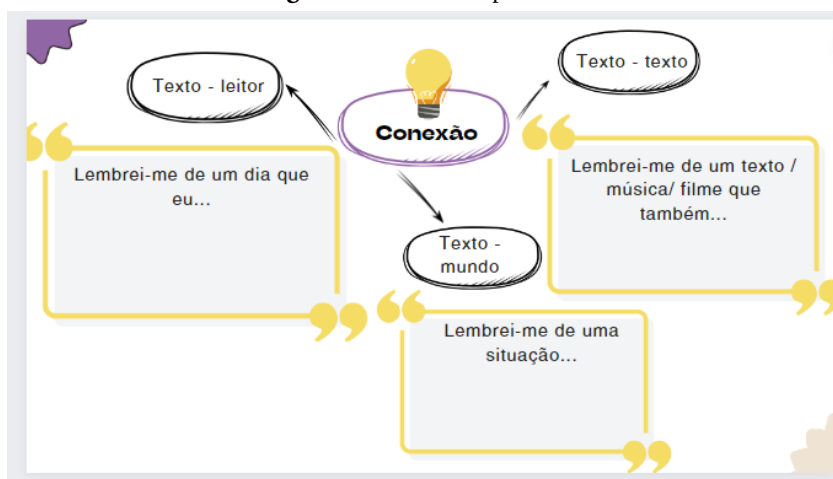 Texto - leitor
Conexão
Texto - texto
Lembrei-me de um dia que
eu...
Lembrei-me de um texto /
música/ filme que
também...
Texto -
mundo
Lembrei-me de uma
situação...